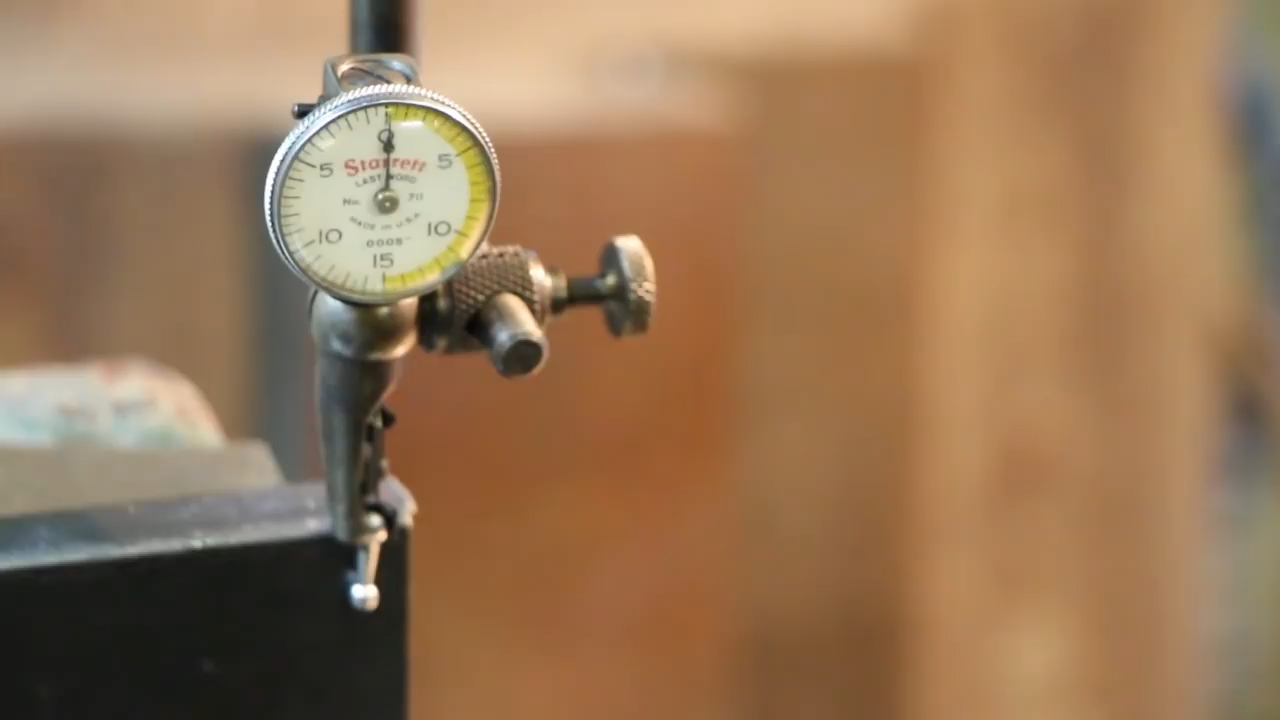 0
5 Starrett 5
LAST WORD
No. 711
MADE IN U.S.A.
10 10
.0005"
15